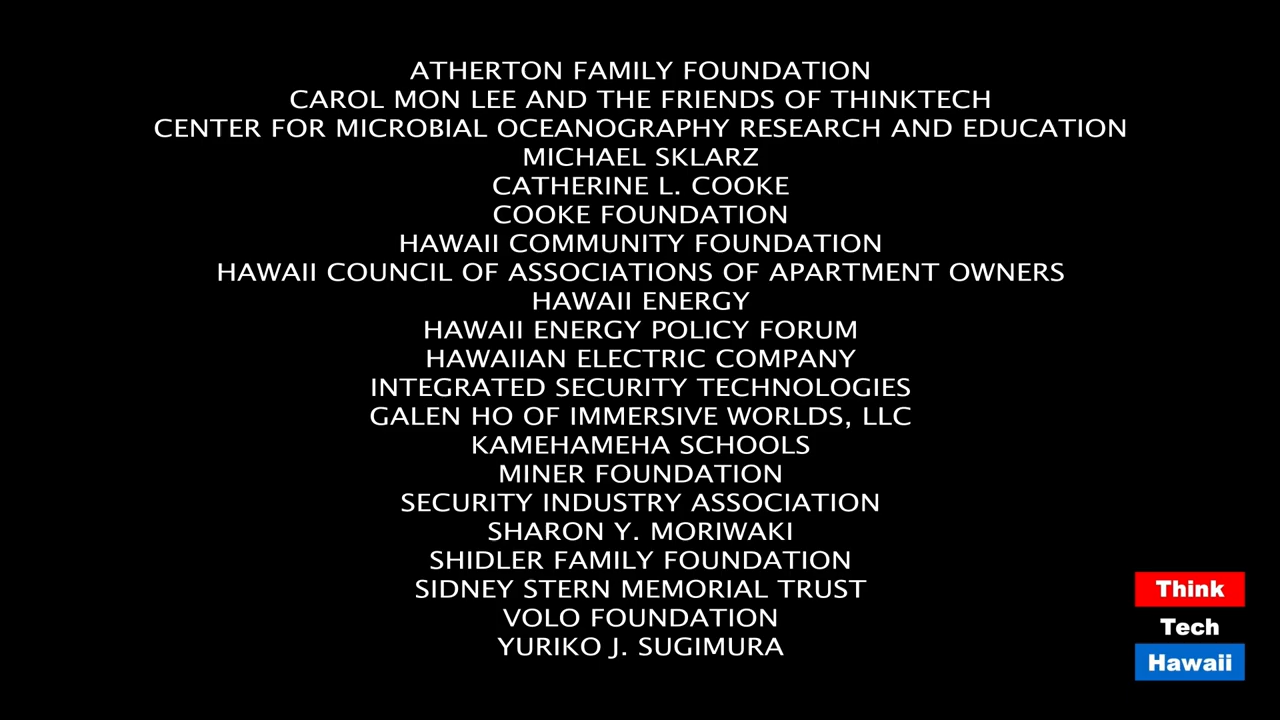 ATHERTON FAMILY FOUNDATION
CAROL MON LEE AND THE FRIENDS OF THINKTECH
CENTER FOR MICROBIAL OCEANOGRAPHY RESEARCH AND EDUCATION
MICHAEL SKLARZ
CATHERINE L. COOKE
COOKE FOUNDATION
HAWAII COMMUNITY FOUNDATION
HAWAII COUNCIL OF ASSOCIATIONS OF APARTMENT OWNERS
HAWAII ENERGY
HAWAII ENERGY POLICY FORUM
HAWAIIAN ELECTRIC COMPANY
INTEGRATED SECURITY TECHNOLOGIES
GALEN HO OF IMMERSIVE WORLDS, LLC
KAMEHAMEHA SCHOOLS
MINER FOUNDATION
SECURITY INDUSTRY ASSOCIATION
SHARON Y. MORIWAKI
SHIDLER FAMILY FOUNDATION
SIDNEY STERN MEMORIAL TRUST
VOLO FOUNDATION
YURIKO J. SUGIMURA
Think
Tech
Hawaii